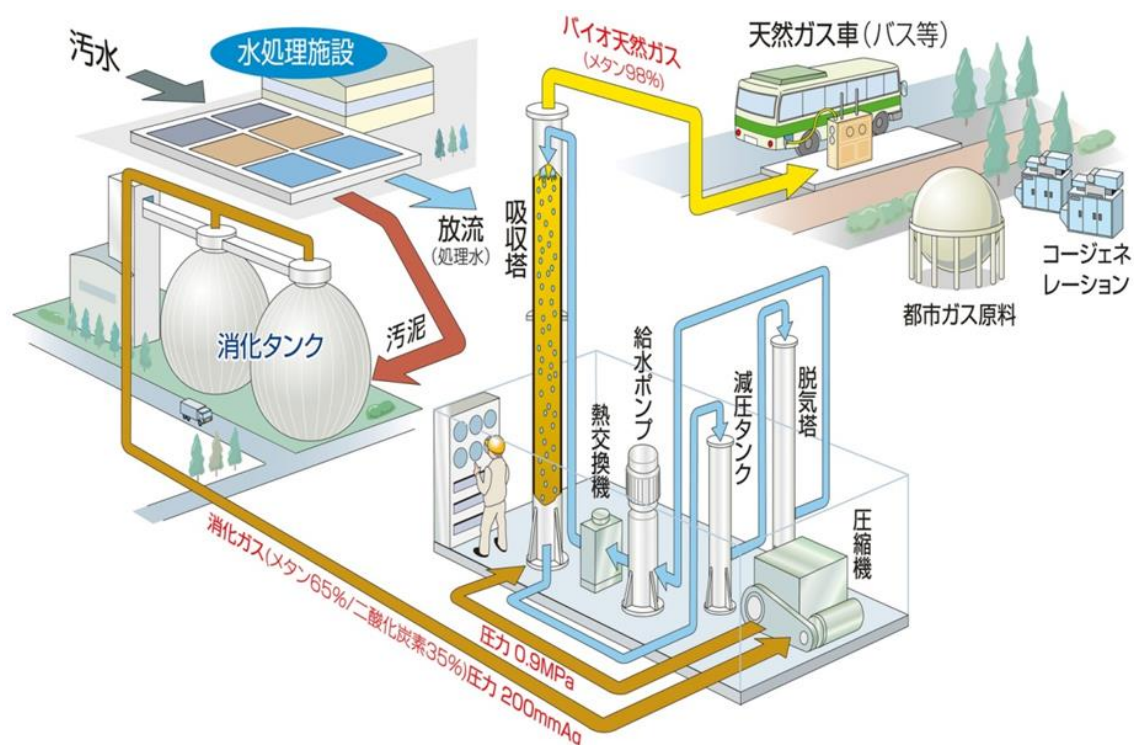 汚水
水処理施設
バイオ天然ガス
(メタン98%)
天然ガス車(バス等)
放流
(処理水)
吸収塔
コージェネ
レーション
都市ガス原料
消化タンク
汚泥
給水ポンプ
熱交換機
減圧タンク
脱気塔
圧縮機
消化ガス(メタン65%/二酸化炭素35%)圧力 200mmAq
圧力 0.9MPa